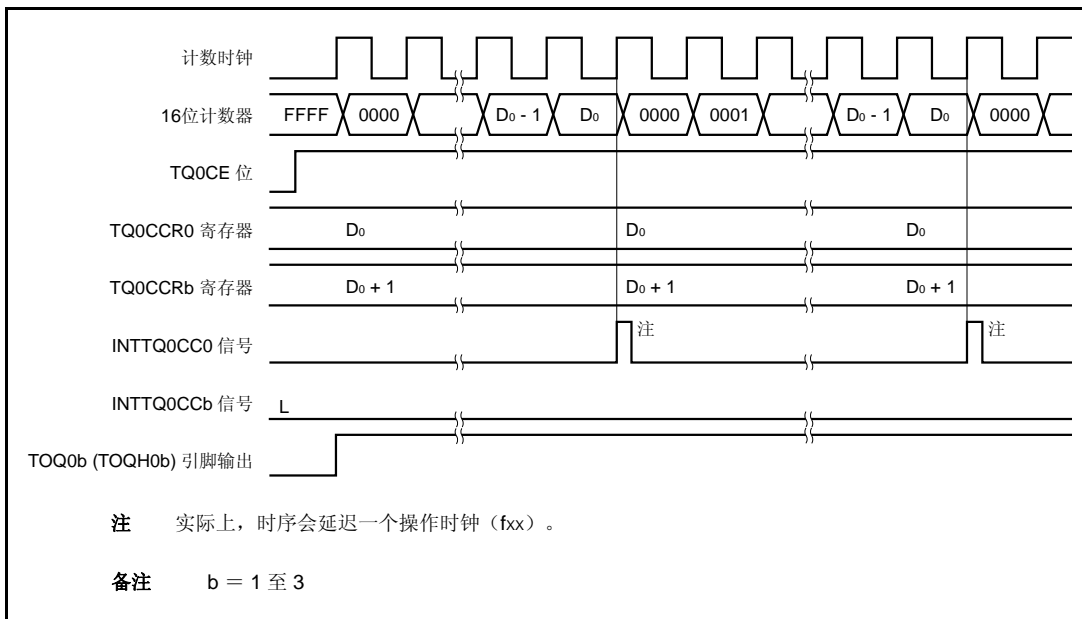 计数时钟
16位计数器 FFFF 0000 D0 - 1 D0 0000 0001 D0 - 1 D0 0000
TQ0CE 位
TQ0CCR0 寄存器 D0 D0 D0
TQ0CCRb 寄存器 D0 + 1 D0 + 1 D0 + 1
INTTQ0CC0 信号 注 注
INTTQ0CCb 信号 L
TOQ0b (TOQH0b) 引脚输出
注 实际上，时序会延迟一个操作时钟（fxx）。
备注 b = 1 至 3